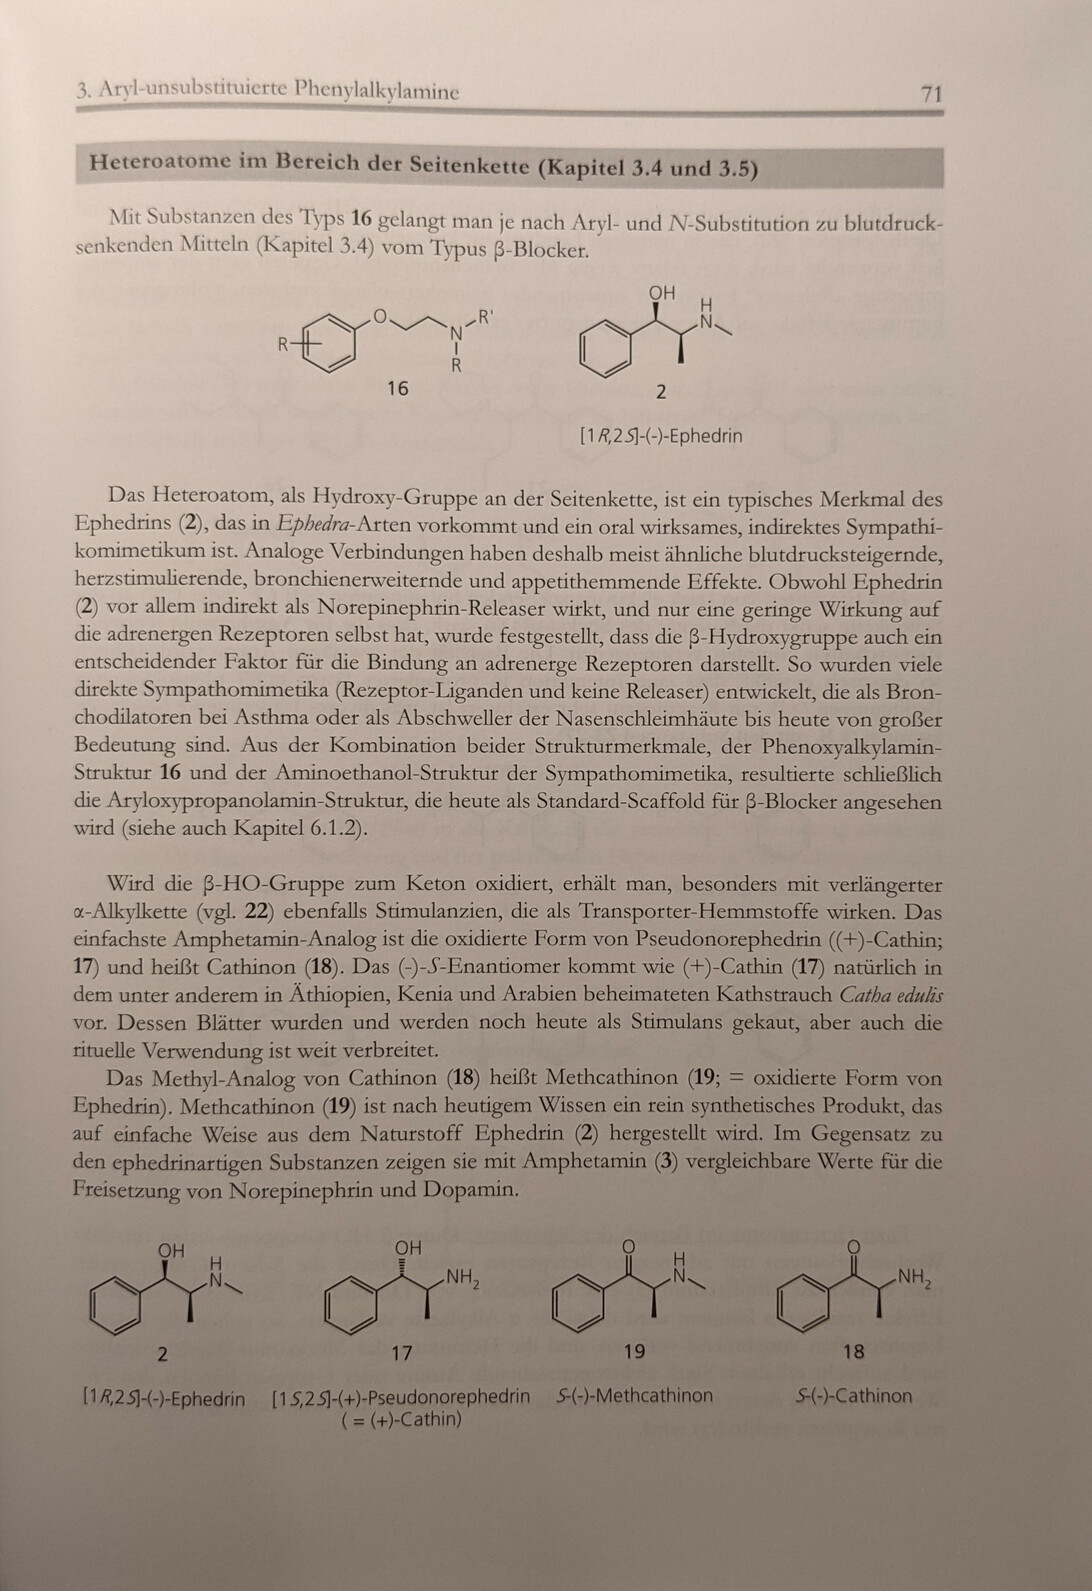 3. Aryl-unsubstituierte Phenylalkylamine 71
Heteroatome im Bereich der Seitenkette (Kapitel 3.4 und 3.5)
Mit Substanzen des Typs 16 gelangt man je nach Aryl- und N-Substitution zu blutdruck-
senkenden Mitteln (Kapitel 3.4) vom Typus β-Blocker.
R O N R' R
OH H N
16
2
[1R,2S]-(-)-Ephedrin
Das Heteroatom, als Hydroxy-Gruppe an der Seitenkette, ist ein typisches Merkmal des
Ephedrins (2), das in Ephedra-Arten vorkommt und ein oral wirksames, indirektes Sympathi-
komimetikum ist. Analoge Verbindungen haben deshalb meist ähnliche blutdrucksteigernde,
herzstimulierende, bronchienerweiternde und appetithemmende Effekte. Obwohl Ephedrin
(2) vor allem indirekt als Norepinephrin-Releaser wirkt, und nur eine geringe Wirkung auf
die adrenergen Rezeptoren selbst hat, wurde festgestellt, dass die β-Hydroxygruppe auch ein
entscheidender Faktor für die Bindung an adrenerge Rezeptoren darstellt. So wurden viele
direkte Sympathomimetika (Rezeptor-Liganden und keine Releaser) entwickelt, die als Bron-
chodilatoren bei Asthma oder als Abschweller der Nasenschleimhäute bis heute von großer
Bedeutung sind. Aus der Kombination beider Strukturmerkmale, der Phenoxyalkylamin-
Struktur 16 und der Aminoethanol-Struktur der Sympathomimetika, resultierte schließlich
die Aryloxypropanolamin-Struktur, die heute als Standard-Scaffold für β-Blocker angesehen
wird (siehe auch Kapitel 6.1.2).
Wird die β-HO-Gruppe zum Keton oxidiert, erhält man, besonders mit verlängerter
α-Alkylkette (vgl. 22) ebenfalls Stimulanzien, die als Transporter-Hemmstoffe wirken. Das
einfachste Amphetamin-Analog ist die oxidierte Form von Pseudonorephedrin ((+)-Cathin;
17) und heißt Cathinon (18). Das (-)-S-Enantiomer kommt wie (+)-Cathin (17) natürlich in
dem unter anderem in Äthiopien, Kenia und Arabien beheimateten Kathstrauch Catha edulis
vor. Dessen Blätter wurden und werden noch heute als Stimulans gekaut, aber auch die
rituelle Verwendung ist weit verbreitet.
Das Methyl-Analog von Cathinon (18) heißt Methcathinon (19; = oxidierte Form von
Ephedrin). Methcathinon (19) ist nach heutigem Wissen ein rein synthetisches Produkt, das
auf einfache Weise aus dem Naturstoff Ephedrin (2) hergestellt wird. Im Gegensatz zu
den ephedrinartigen Substanzen zeigen sie mit Amphetamin (3) vergleichbare Werte für die
Freisetzung von Norepinephrin und Dopamin.
OH H N
OH NH2
O H N
O NH2
2 17 19 18
[1R,2S]-(-)-Ephedrin [1S,2S]-(+)-Pseudonorephedrin S-(-)-Methcathinon S-(-)-Cathinon
( = (+)-Cathin)